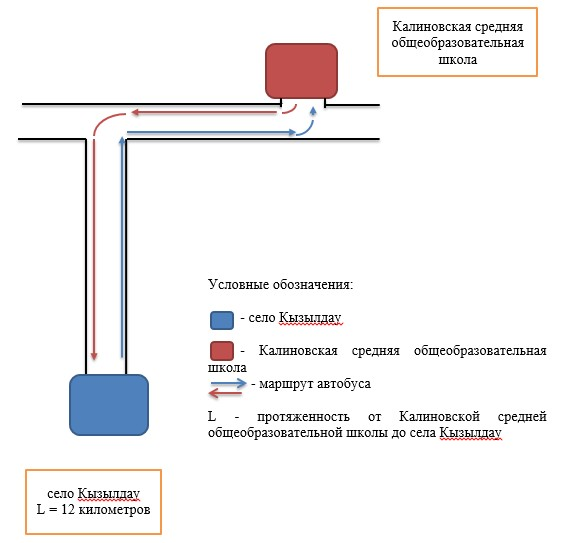 Калиновская средняя
общеобразовательная
школа
Условные обозначения:
- село Кызылдау
- Калиновская средняя общеобразовательная
школа
- маршрут автобуса
L - протяженность от Калиновской средней
общеобразовательной школы до села Кызылдау
село Кызылдау
L = 12 километров